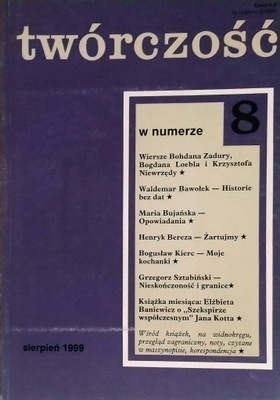 twórczość
w numerze
8
Wiersze Bohdana Zadury,
Bogdana Loebla i Krzysztofa
Niewrzędy ★
Waldemar Bawołek — Historie
bez dat ★
Maria Bujańska —
Opowiadania ★
Henryk Bereza — Żartujmy ★
Bogusław Kierc — Moje
kochanki ★
Grzegorz Sztabiński —
Nieskończoność i granice★
Książka miesiąca: Elżbieta
Baniewicz o „Szekspirze
współczesnym" Jana Kotta ★
Wśród książek, na widnokręgu,
przegląd zagraniczny, noty, czytane
w maszynopisie, korespondencja ★
sierpień 1999